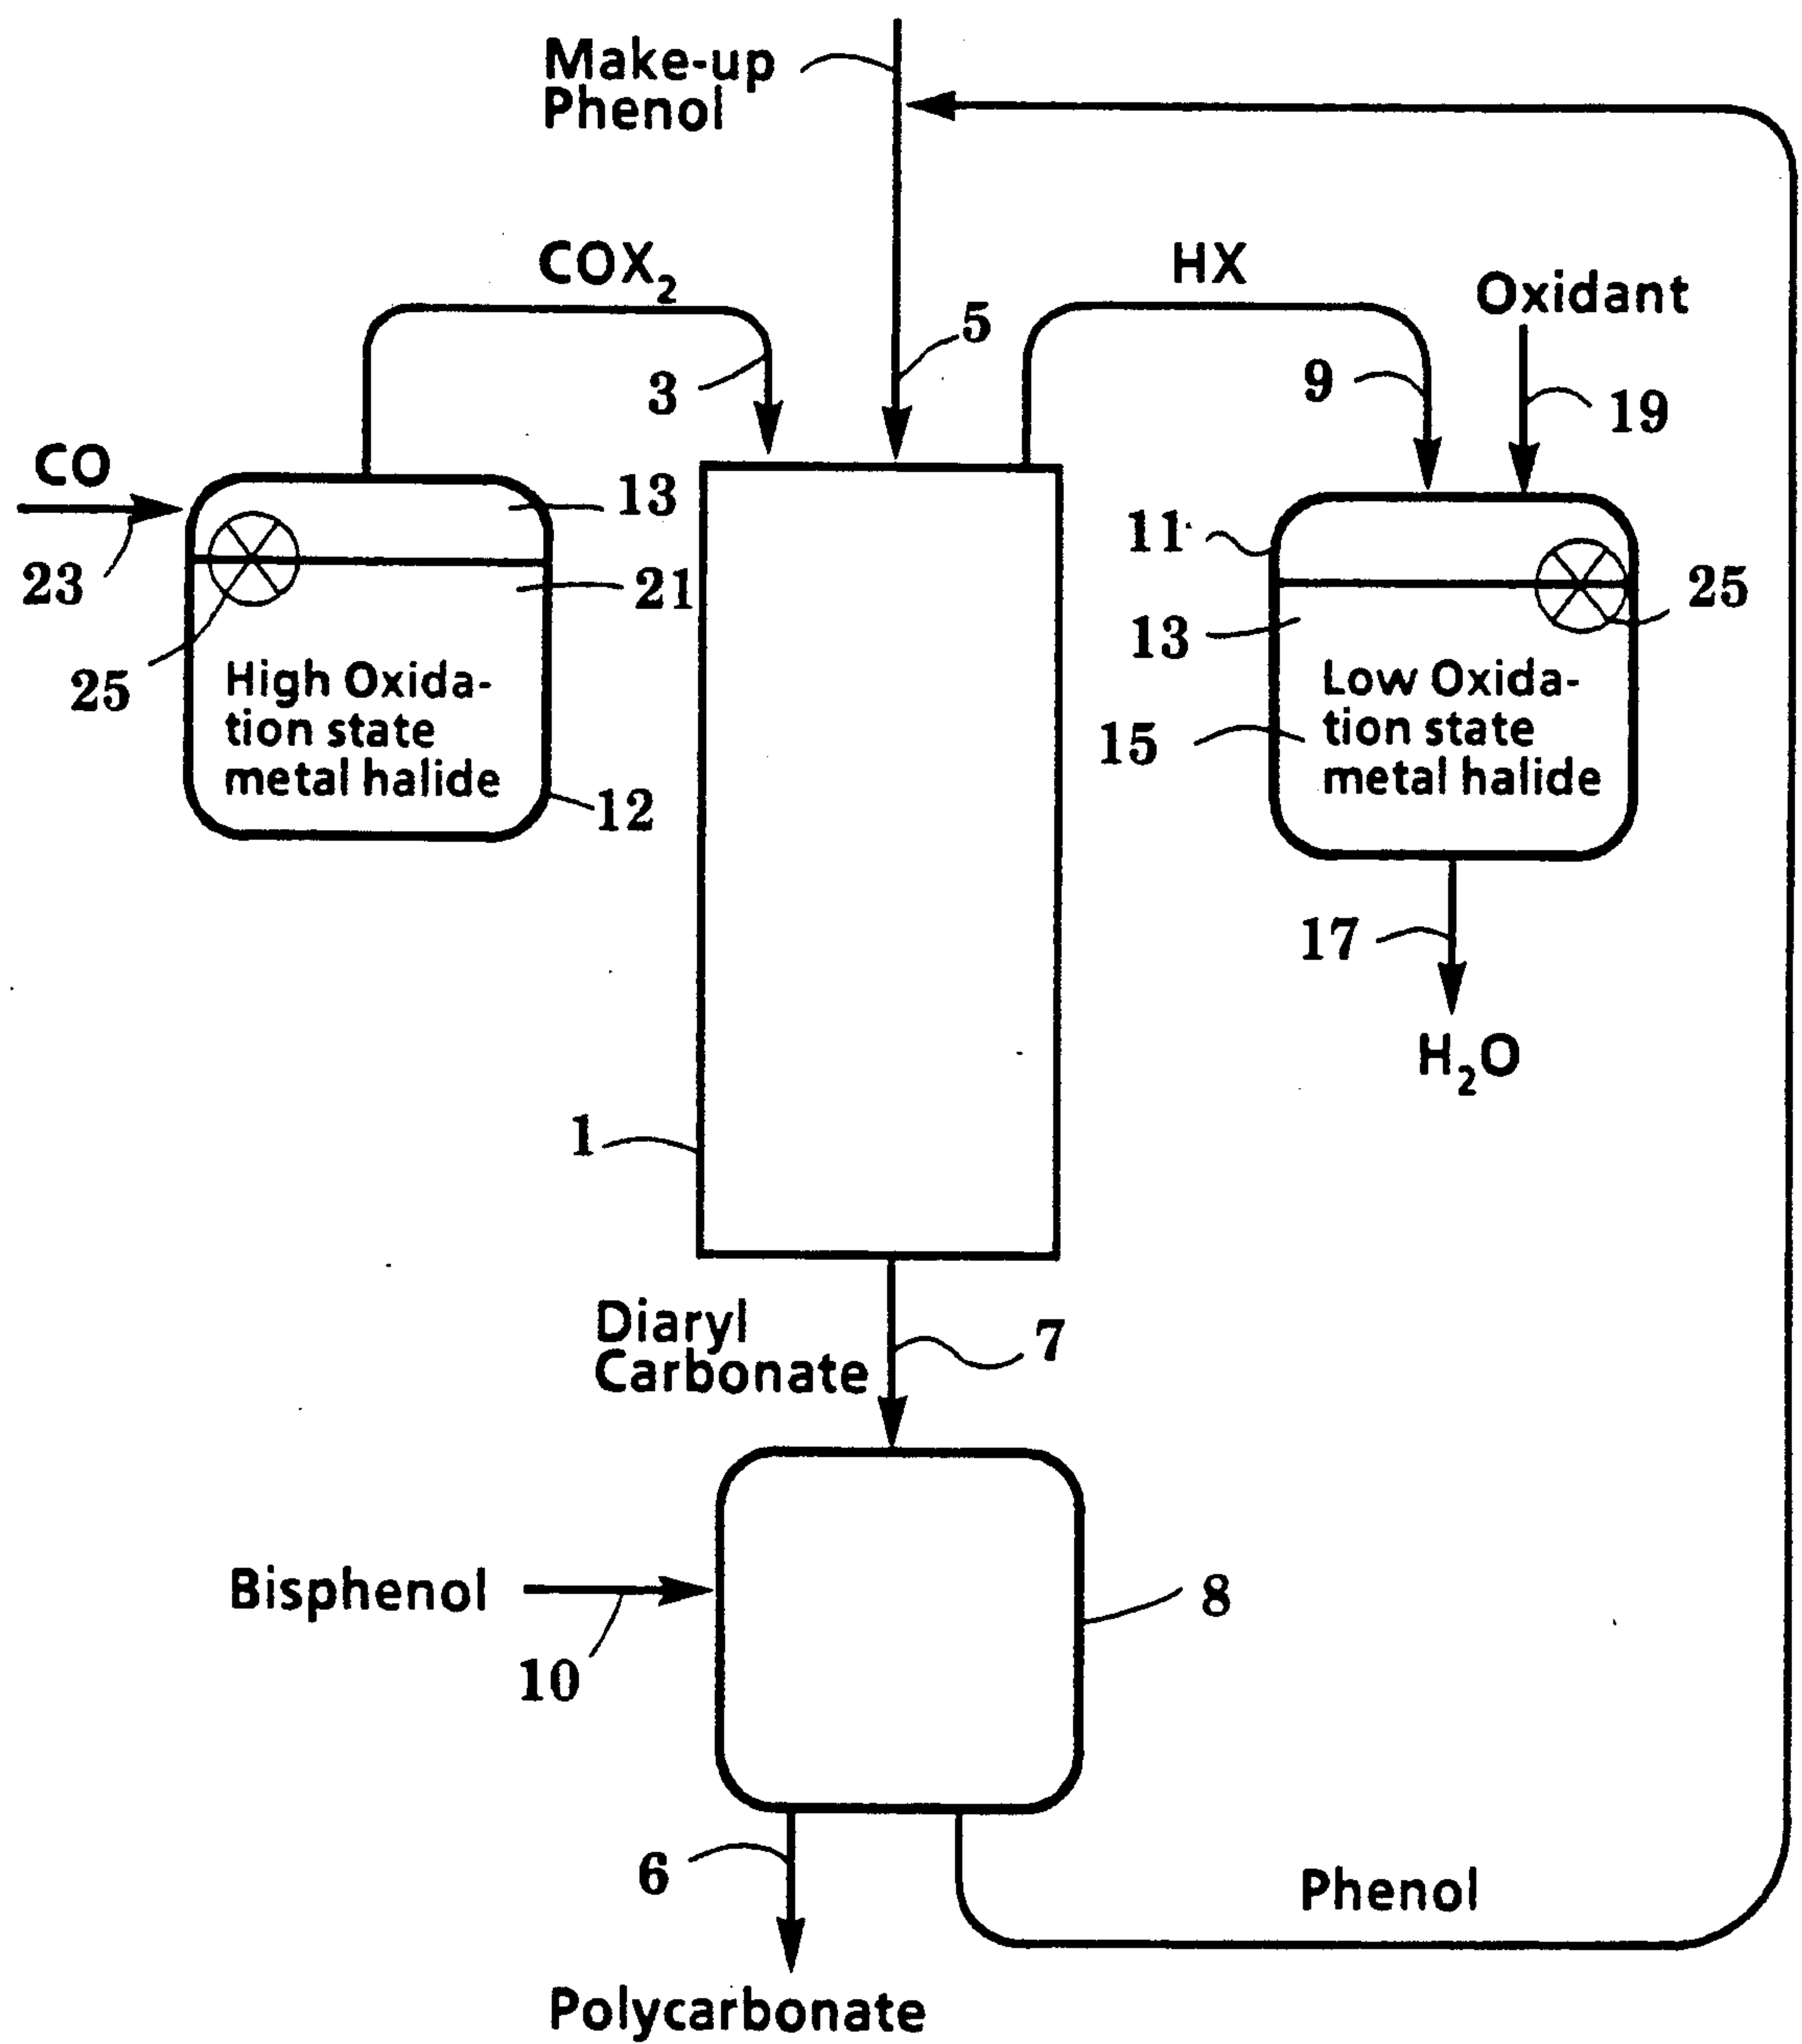 Make-up
Phenol
COX2
HX
Oxidant
5
3
9
19
CO
13
11
23
21
25
25
13
High Oxida-
tion state
metal halide
Low Oxida-
tion state
metal halide
15
12
17
H2O
1
Diaryl
Carbonate
7
Bisphenol
8
10
6
Phenol
Polycarbonate